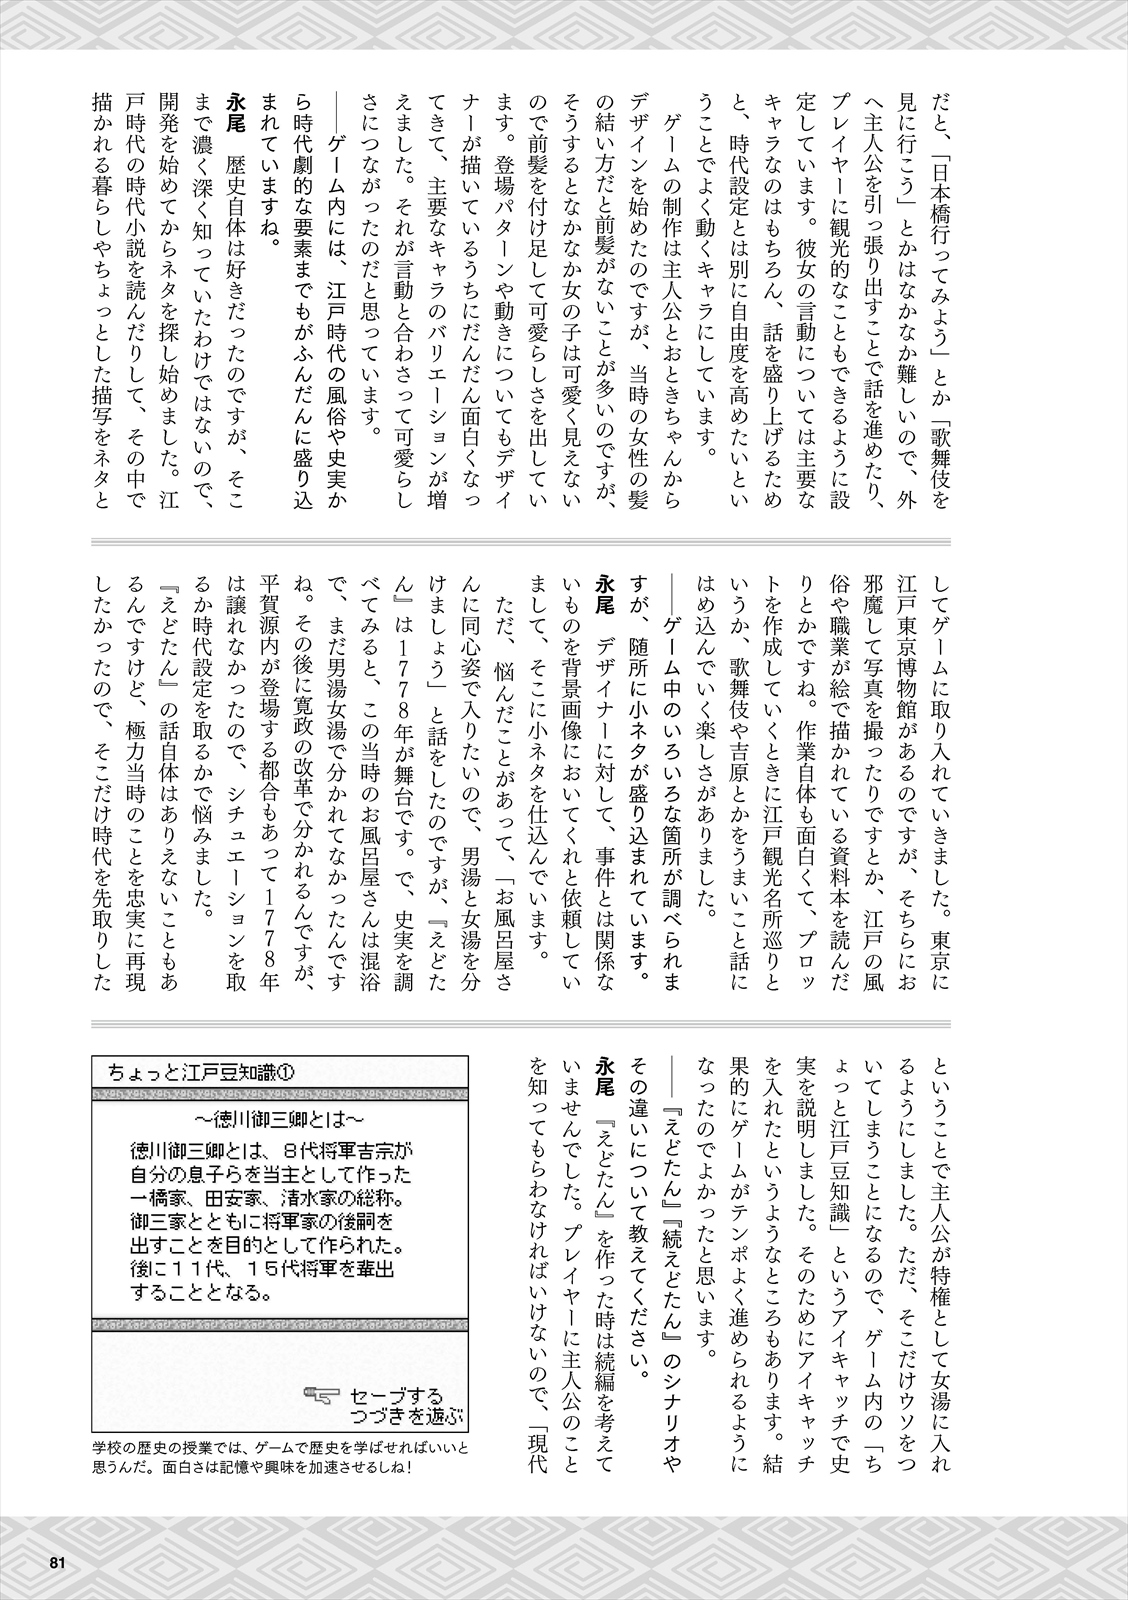 だと、「日本橋行ってみよう」とか「歌舞伎を
見に行こう」とかはなかなか難しいので、外
へ主人公を引っ張り出すことで話を進めたり、
プレイヤーに観光的なこともできるように設
定しています。彼女の言動については主要な
キャラなのはもちろん、話を盛り上げるため
と、時代設定とは別に自由度を高めたいとい
うことでよく動くキャラにしています。
　ゲームの制作は主人公とおときちゃんから
デザインを始めたのですが、当時の女性の髪
の結い方だと前髪がないことが多いのですが、
そうするとなかなか女の子は可愛く見えない
ので前髪を付け足して可愛らしさを出してい
ます。登場パターンや動きについてもデザイ
ナーが描いているうちにだんだん面白くなっ
てきて、主要なキャラのバリエーションが増
えました。それが言動と合わさって可愛らし
さにつながったのだと思っています。
――ゲーム内には、江戸時代の風俗や史実か
ら時代劇的な要素までもがふんだんに盛り込
まれていますね。
永尾　歴史自体は好きだったのですが、そこ
まで濃く深く知っていたわけではないので、
開発を始めてからネタを探し始めました。江
戸時代の時代小説を読んだりして、その中で
描かれる暮らしやちょっとした描写をネタと
してゲームに取り入れていきました。東京に
江戸東京博物館があるのですが、そちらにお
邪魔して写真を撮ったりですとか、江戸の風
俗や職業が絵で描かれている資料本を読んだ
りとかですね。作業自体も面白くて、プロッ
トを作成していくときに江戸観光名所巡りと
いうか、歌舞伎や吉原とかをうまいこと話に
はめ込んでいく楽しさがありました。
――ゲーム中のいろいろな箇所が調べられま
すが、随所に小ネタが盛り込まれています。
永尾　デザイナーに対して、事件とは関係な
いものを背景画像においてくれと依頼してい
まして、そこに小ネタを仕込んでいます。
　ただ、悩んだことがあって、「お風呂屋さ
んに同心姿で入りたいので、男湯と女湯を分
けましょう」と話をしたのですが、『えどた
ん』は1778年が舞台です。で、史実を調
べてみると、この当時のお風呂屋さんは混浴
で、まだ男湯女湯で分かれてなかったんです
ね。その後に寛政の改革で分かれるんですが、
平賀源内が登場する都合もあって1778年
は譲れなかったので、シチュエーションを取
るか時代設定を取るかで悩みました。
『えどたん』の話自体はありえないこともあ
るんですけど、極力当時のことを忠実に再現
したかったので、そこだけ時代を先取りした
ということで主人公が特権として女湯に入れ
るようにしました。ただ、そこだけウソをつ
いてしまうことになるので、ゲーム内の「ち
ょっと江戸豆知識」というアイキャッチで史
実を説明しました。そのためにアイキャッチ
を入れたというようなところもあります。結
果的にゲームがテンポよく進められるように
なったのでよかったと思います。
――『えどたん』『続えどたん』のシナリオや
その違いについて教えてください。
永尾　『えどたん』を作った時は続編を考えて
いませんでした。プレイヤーに主人公のこと
を知ってもらわなければいけないので、「現代
ちょっと江戸豆知識①
～徳川御三卿とは～
徳川御三卿とは、８代将軍吉宗が
自分の息子らを当主として作った
一橋家、田安家、清水家の総称。
御三家とともに将軍家の後嗣を
出すことを目的として作られた。
後に１１代、１５代将軍を輩出
することとなる。
セーブする
つづきを遊ぶ
学校の歴史の授業では、ゲームで歴史を学ばせればいいと
思うんだ。面白さは記憶や興味を加速させるしね！
81